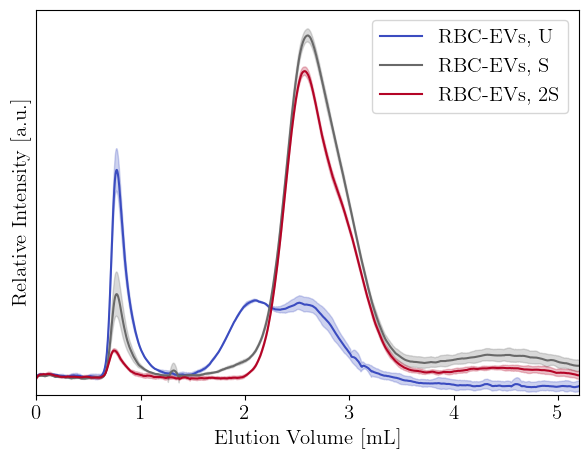 RBC-EVs, U
RBC-EVs, S
RBC-EVs, 2S
Relative Intensity [a.u.]
0 1 2 3 4 5
Elution Volume [mL]